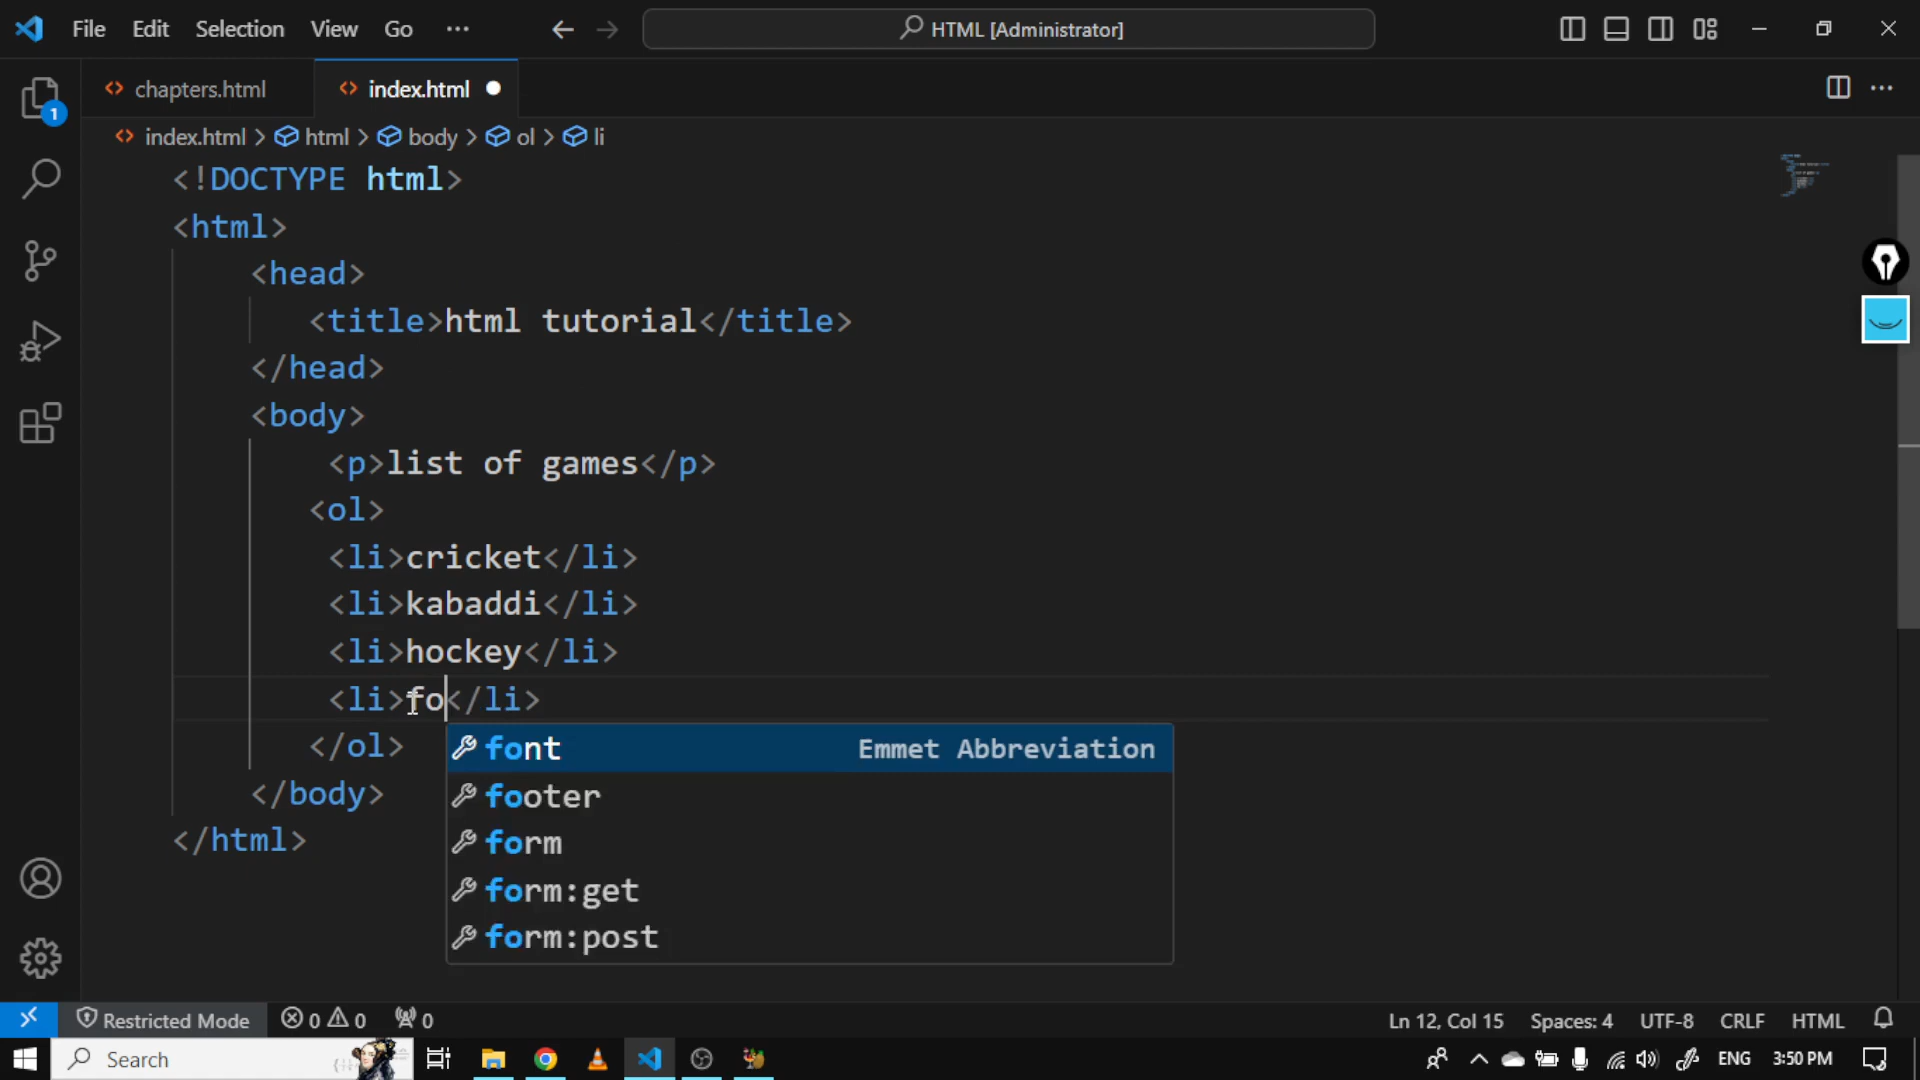 File Edit Selection View Go ··· HTML [Administrator]
1
chapters.html index.html
index.html > html > body > ol > li
<!DOCTYPE html>
<html>
<head>
<title>html tutorial</title>
</head>
<body>
<p>list of games</p>
<ol>
<li>cricket</li>
<li>kabaddi</li>
<li>hockey</li>
<li>fo</li>
</ol>
font Emmet Abbreviation
footer
form
form:get
form:post
</body>
</html>
Restricted Mode 0 0 0 Ln 12, Col 15 Spaces: 4 UTF-8 CRLF HTML
Search ENG 3:50 PM